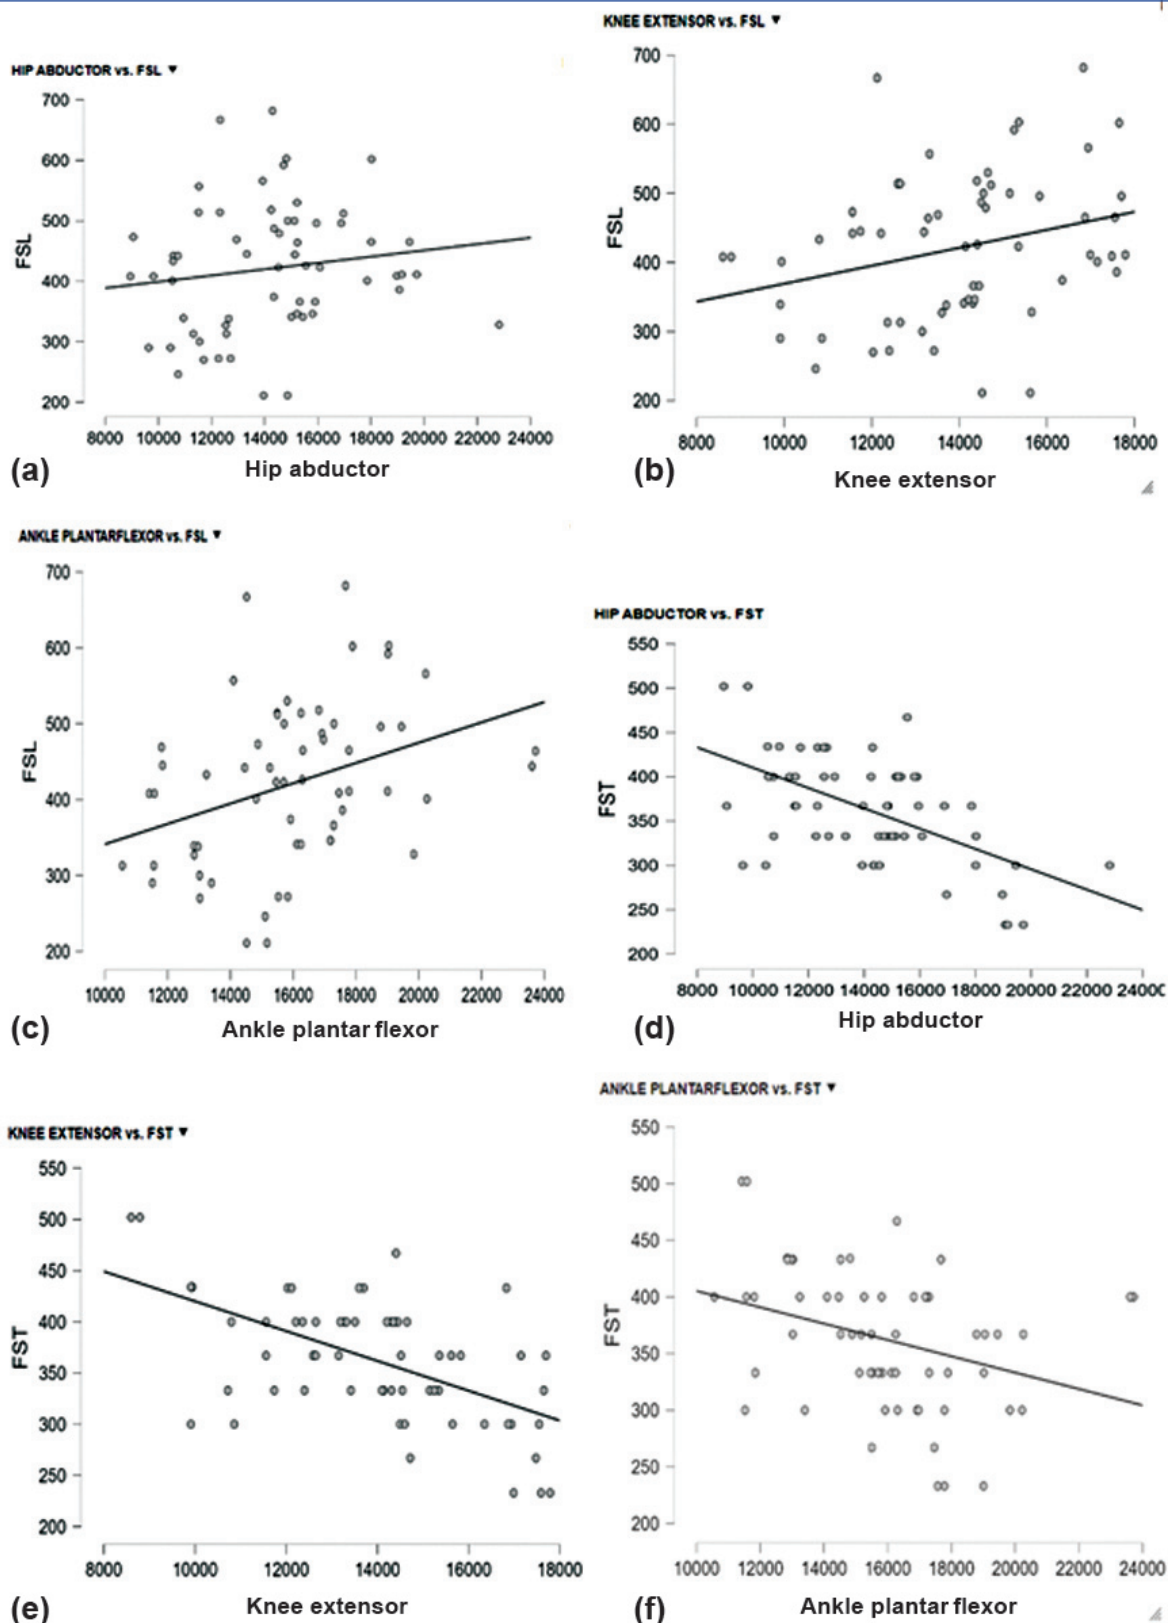 HIP ABDUCTOR vs. FSL ▼
700
600
500
400
300
200
FSL
8000 10000 12000 14000 16000 18000 20000 22000 24000
(a) Hip abductor
KNEE EXTENSOR vs. FSL ▼
700
600
500
400
300
200
FSL
8000 10000 12000 14000 16000 18000
(b) Knee extensor
ANKLE PLANTARFLEXOR vs. FSL ▼
700
600
500
400
300
200
FSL
10000 12000 14000 16000 18000 20000 22000 24000
(c) Ankle plantar flexor
HIP ABDUCTOR vs. FST
550
500
450
400
350
300
250
200
FST
8000 10000 12000 14000 16000 18000 20000 22000 2400(
(d) Hip abductor
KNEE EXTENSOR vs. FST ▼
550
500
450
400
350
300
250
200
FST
8000 10000 12000 14000 16000 18000
(e) Knee extensor
ANKLE PLANTARFLEXOR vs. FST ▼
550
500
450
400
350
300
250
200
FST
10000 12000 14000 16000 18000 20000 22000 24000
(f) Ankle plantar flexor